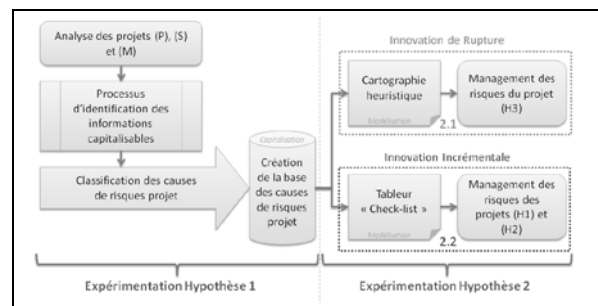 Analyse des projets (P), (S)
et (M)
Processus
d'identification des
informations
capitalisables
Classification des causes
de risques projet
Capitalisation
Création
de la base
des causes
de risques
projet
Expérimentation Hypothèse 1
Innovation de Rupture
Cartographie
heuristique
Modélisation
2.1
Management des
risques du projet
(H3)
Innovation Incrémentale
Tableur
« Check-list »
Modélisation
2.2
Management des
risques des
projets (H1) et
(H2)
Expérimentation Hypothèse 2